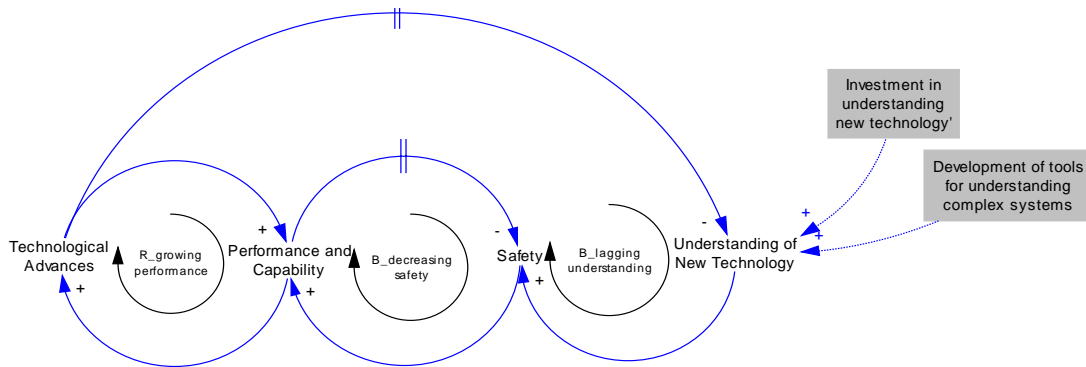 Investment in
understanding
new technology'
Development of tools
for understanding
complex systems
Technological
Advances
+
R_growing
performance
+
Performance and
Capability
+
B_decreasing
safety
-
Safety
+
B_lagging
understanding
-
Understanding of
New Technology
+
+